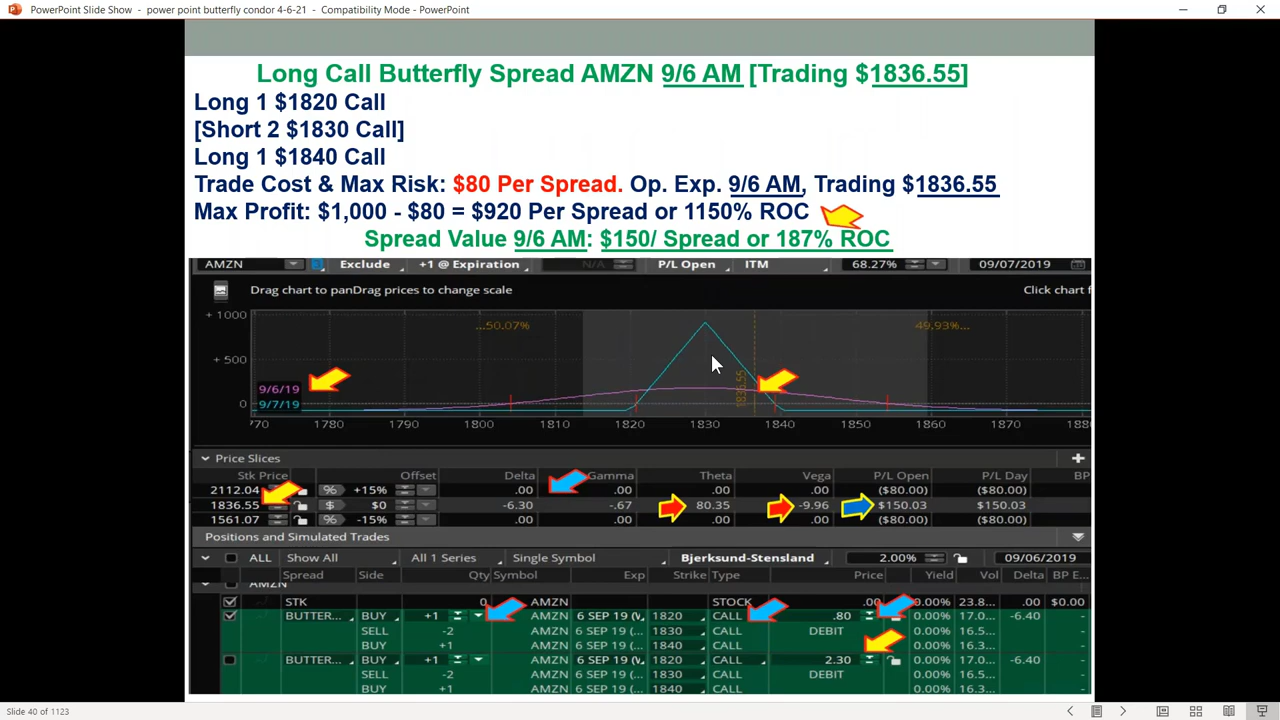 PowerPoint Slide Show - power point butterfly condor 4-6-21 - Compatibility Mode - PowerPoint
Long Call Butterfly Spread AMZN 9/6 AM [Trading $1836.55]
Long 1 $1820 Call
[Short 2 $1830 Call]
Long 1 $1840 Call
Trade Cost & Max Risk: $80 Per Spread. Op. Exp. 9/6 AM, Trading $1836.55
Max Profit: $1,000 - $80 = $920 Per Spread or 1150% ROC
Spread Value 9/6 AM: $150/ Spread or 187% ROC
AMZN Exclude +1 @ Expiration N/A P/L Open ITM 68.27% 09/07/2019
Drag chart to panDrag prices to change scale Click chart f
+ 1000 ...50.07% 49.93%...
+ 500
1836.55
9/6/19
9/7/19 0
70 1780 1790 1800 1810 1820 1830 1840 1850 1860 1870 188
Price Slices
Stk Price Offset Delta Gamma Theta Vega P/L Open P/L Day BP
2112.04 % +15% .00 .00 .00 .00 ($80.00) ($80.00)
1836.55 $ $0 -6.30 -.67 80.35 -9.96 $150.03 $150.03
1561.07 % -15% .00 .00 .00 .00 ($80.00) ($80.00)
Positions and Simulated Trades
ALL Show All All 1 Series Single Symbol Bjerksund-Stensland 2.00% 09/06/2019
Spread Side Qty Symbol Exp Strike Type Price Yield Vol Delta BP E...
AMZN
STK 0 AMZN STOCK .00 0.00% 23.8... .00 $0.00
BUTTER... BUY +1 AMZN 6 SEP 19 (W 1820 CALL .80 0.00% 17.0... -6.40 -
SELL -2 AMZN 6 SEP 19 (... 1830 CALL DEBIT 0.00% 16.5... -
BUY +1 AMZN 6 SEP 19 (... 1840 CALL 0.00% 16.3... -
BUTTER... BUY +1 AMZN 6 SEP 19 (W 1820 CALL 2.30 0.00% 17.0... -6.40 -
SELL -2 AMZN 6 SEP 19 (... 1830 CALL DEBIT 0.00% 16.5... -
BUY +1 AMZN 6 SEP 19 (... 1840 CALL 0.00% 16.3... -
Slide 40 of 1123